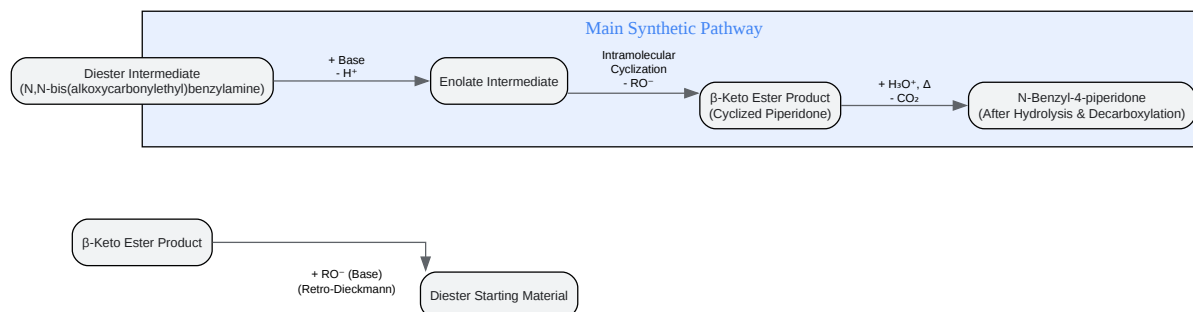 Main Synthetic Pathway
Diester Intermediate
(N,N-bis(alkoxycarbonylethyl)benzylamine)
+ Base
- H⁺
Enolate Intermediate
Intramolecular
Cyclization
- RO⁻
β-Keto Ester Product
(Cyclized Piperidone)
+ H₃O⁺, Δ
- CO₂
N-Benzyl-4-piperidone
(After Hydrolysis & Decarboxylation)
β-Keto Ester Product
+ RO⁻ (Base)
(Retro-Dieckmann)
Diester Starting Material